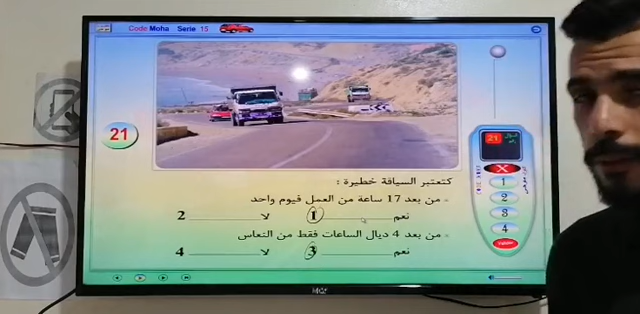 Code Moha Serie 15
21
كتعتبر السياقة خطيرة :
من بعد 17 ساعة من العمل فيوم واحد
نعم 1 لا 2
من بعد 4 ديال الساعات فقط من النعاس
نعم 3 لا 4
21
X
1
2
3
4